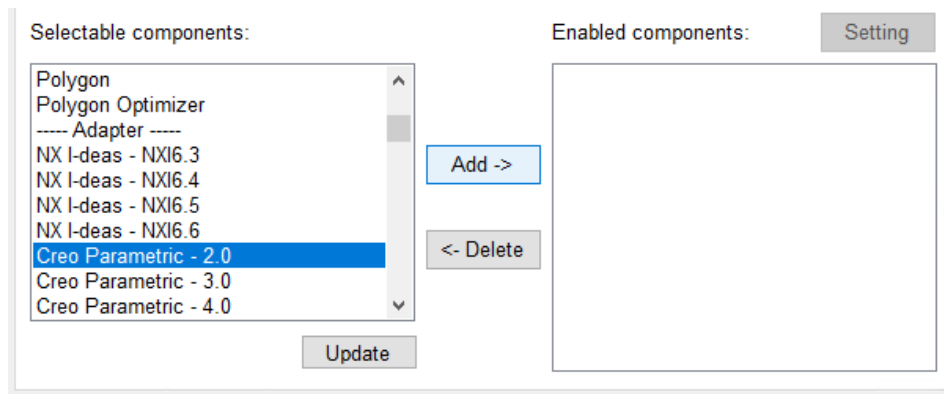 Selectable components:
Enabled components:
Setting
Polygon
Polygon Optimizer
----- Adapter -----
NX I-deas - NXI6.3
NX I-deas - NXI6.4
NX I-deas - NXI6.5
NX I-deas - NXI6.6
Creo Parametric - 2.0
Creo Parametric - 3.0
Creo Parametric - 4.0
Add ->
<- Delete
Update